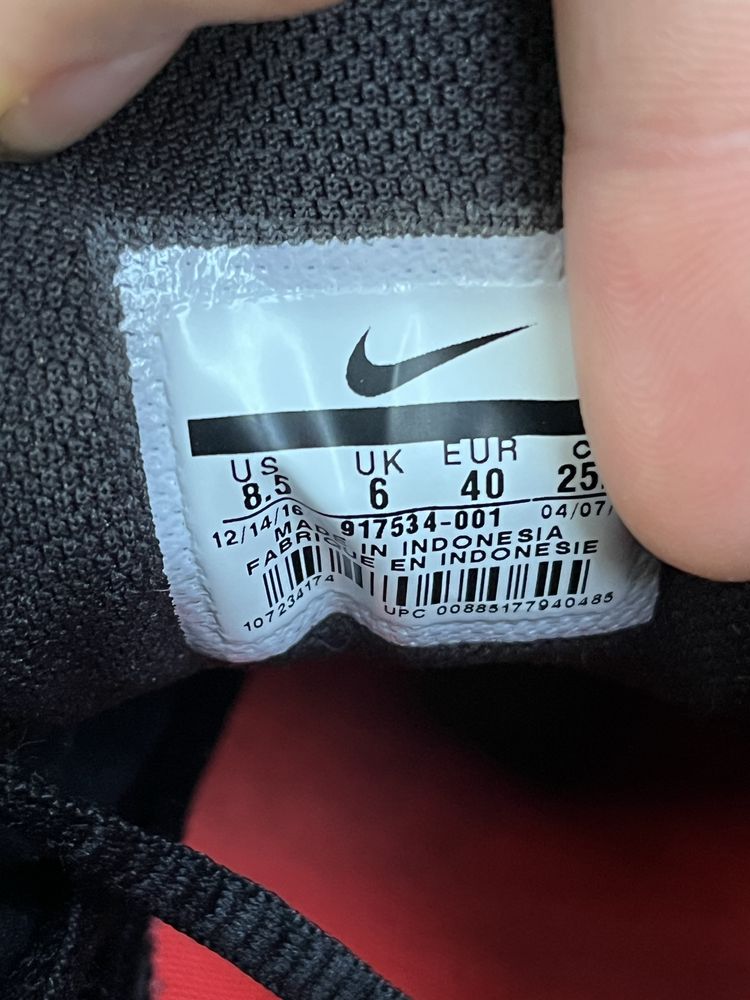 US UK EUR
8.5 6 40 25.
12/14/16 917534-001 04/07/
MADE IN INDONESIA
FABRIQUE EN INDONESIE
107234174 UPC 00885177940485